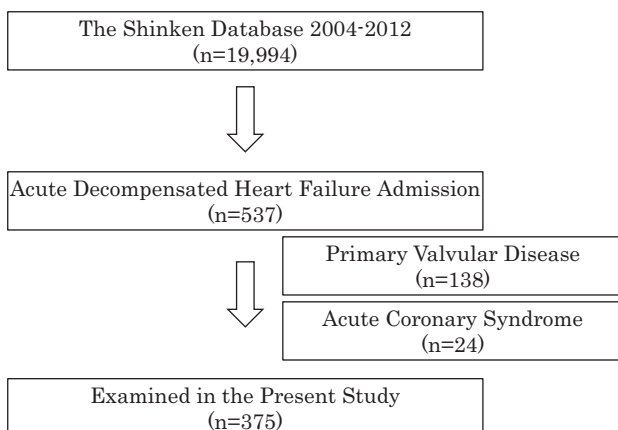 The Shinken Database 2004-2012
(n=19,994)
Acute Decompensated Heart Failure Admission
(n=537)
Primary Valvular Disease
(n=138)
Acute Coronary Syndrome
(n=24)
Examined in the Present Study
(n=375)